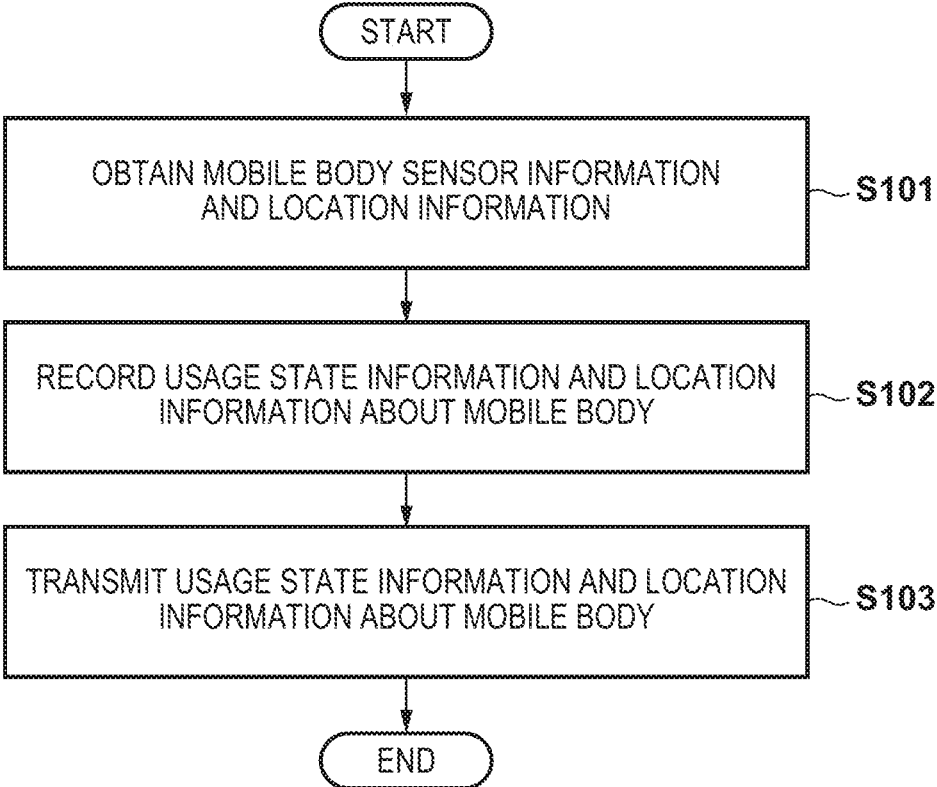 START
OBTAIN MOBILE BODY SENSOR INFORMATION
AND LOCATION INFORMATION
S101
RECORD USAGE STATE INFORMATION AND LOCATION
INFORMATION ABOUT MOBILE BODY
S102
TRANSMIT USAGE STATE INFORMATION AND LOCATION
INFORMATION ABOUT MOBILE BODY
S103
END